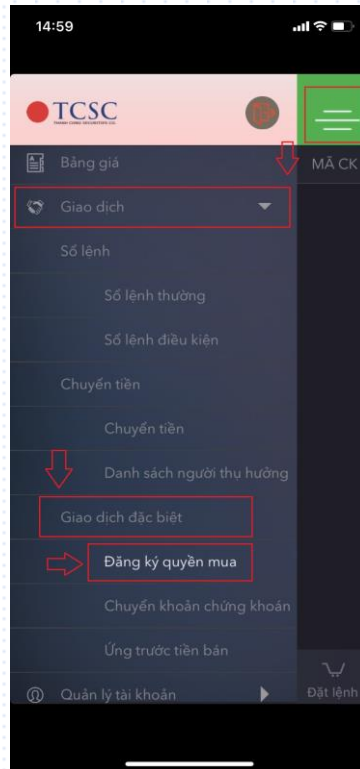 14:59
TCSC
THANH CONG SECURITIES CO.
Bảng giá
MÃ CK
Giao dịch
Sổ lệnh
Sổ lệnh thường
Sổ lệnh điều kiện
Chuyển tiền
Chuyển tiền
Danh sách người thụ hưởng
Giao dịch đặc biệt
Đăng ký quyền mua
Chuyển khoản chứng khoán
Ứng trước tiền bán
Quản lý tài khoản
Đặt lệnh